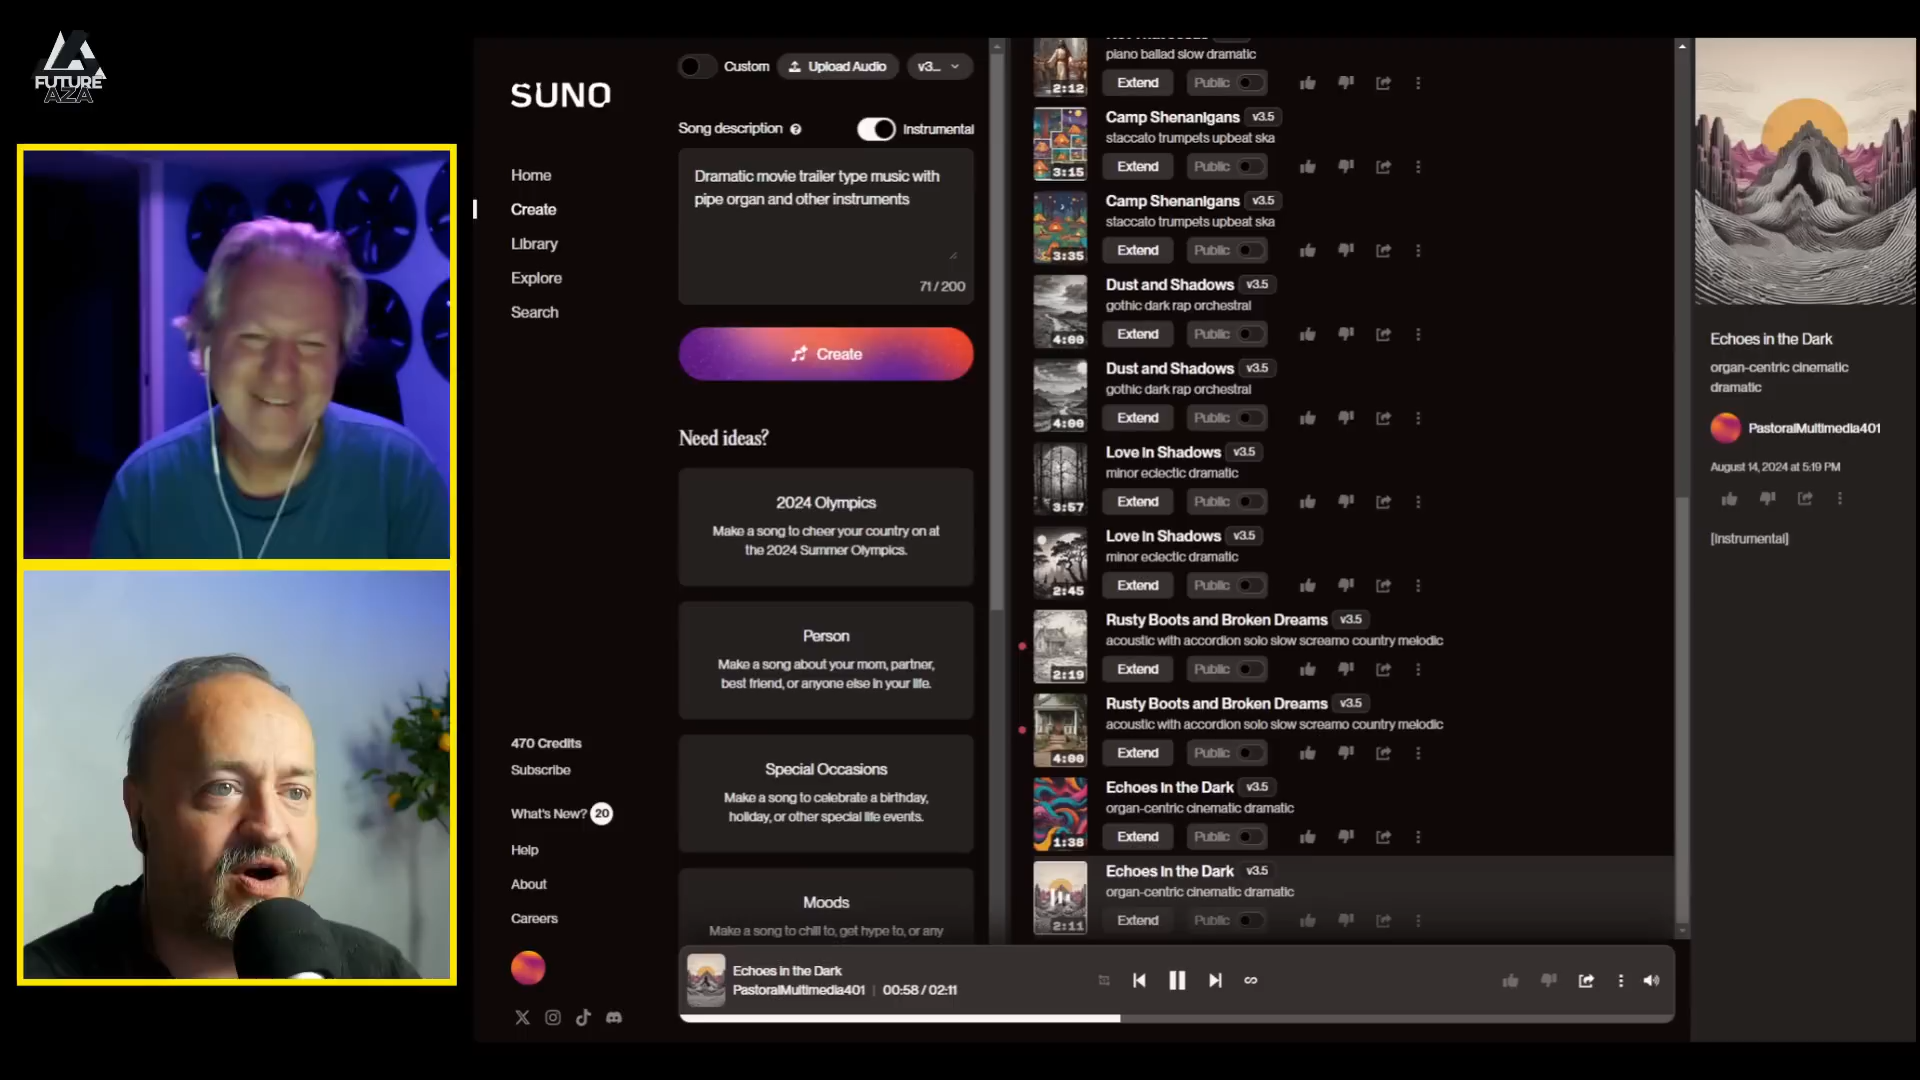 FUTURE
AZA
SUNO
Home
Create
Library
Explore
Search
470 Credits
Subscribe
What's New? 20
Help
About
Careers
Custom
Upload Audio
v3...
Song description
Instrumental
Dramatic movie trailer type music with
pipe organ and other instruments
71 / 200
Create
Need ideas?
2024 Olympics
Make a song to cheer your country on at
the 2024 Summer Olympics.
Person
Make a song about your mom, partner,
best friend, or anyone else in your life.
Special Occasions
Make a song to celebrate a birthday,
holiday, or other special life events.
Moods
Make a song to chill to, get hype to, or any
piano ballad slow dramatic
2:12
Extend
Public
Camp Shenanigans v3.5
staccato trumpets upbeat ska
3:15
Extend
Public
Camp Shenanigans v3.5
staccato trumpets upbeat ska
3:35
Extend
Public
Dust and Shadows v3.5
gothic dark rap orchestral
4:00
Extend
Public
Dust and Shadows v3.5
gothic dark rap orchestral
4:00
Extend
Public
Love in Shadows v3.5
minor eclectic dramatic
3:57
Extend
Public
Love in Shadows v3.5
minor eclectic dramatic
2:45
Extend
Public
Rusty Boots and Broken Dreams v3.5
acoustic with accordion solo slow screamo country melodic
2:19
Extend
Public
Rusty Boots and Broken Dreams v3.5
acoustic with accordion solo slow screamo country melodic
4:00
Extend
Public
Echoes in the Dark v3.5
organ-centric cinematic dramatic
1:38
Extend
Public
Echoes in the Dark v3.5
organ-centric cinematic dramatic
2:11
Extend
Public
Echoes in the Dark
PastoralMultimedia401 | 00:58 / 02:11
Echoes in the Dark
organ-centric cinematic
dramatic
PastoralMultimedia401
August 14, 2024 at 5:19 PM
[Instrumental]